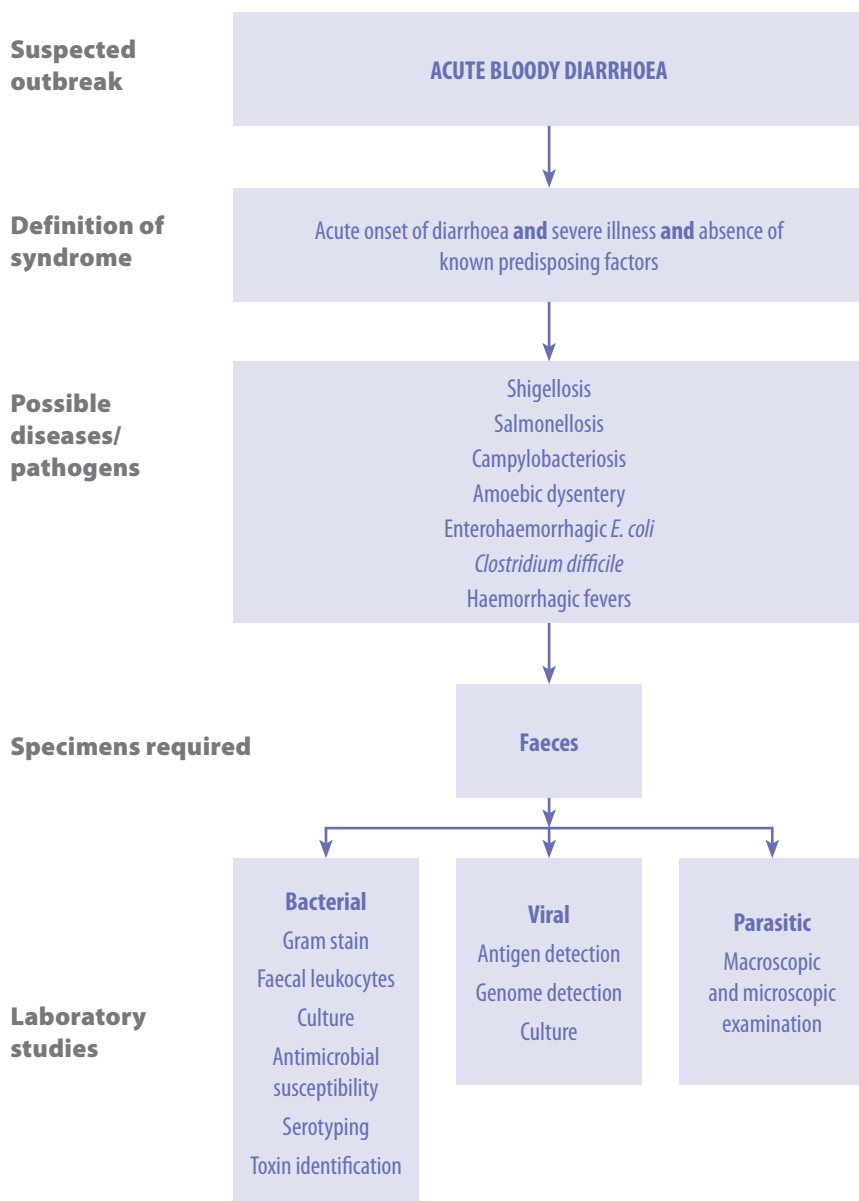 Suspected
outbreak
ACUTE BLOODY DIARRHOEA
Definition of
syndrome
Acute onset of diarrhoea and severe illness and absence of
known predisposing factors
Possible
diseases/
pathogens
Shigellosis
Salmonellosis
Campylobacteriosis
Amoebic dysentery
Enterohaemorrhagic E. coli
Clostridium difficile
Haemorrhagic fevers
Specimens required
Faeces
Laboratory
studies
Bacterial
Gram stain
Faecal leukocytes
Culture
Antimicrobial
susceptibility
Serotyping
Toxin identification
Viral
Antigen detection
Genome detection
Culture
Parasitic
Macroscopic
and microscopic
examination